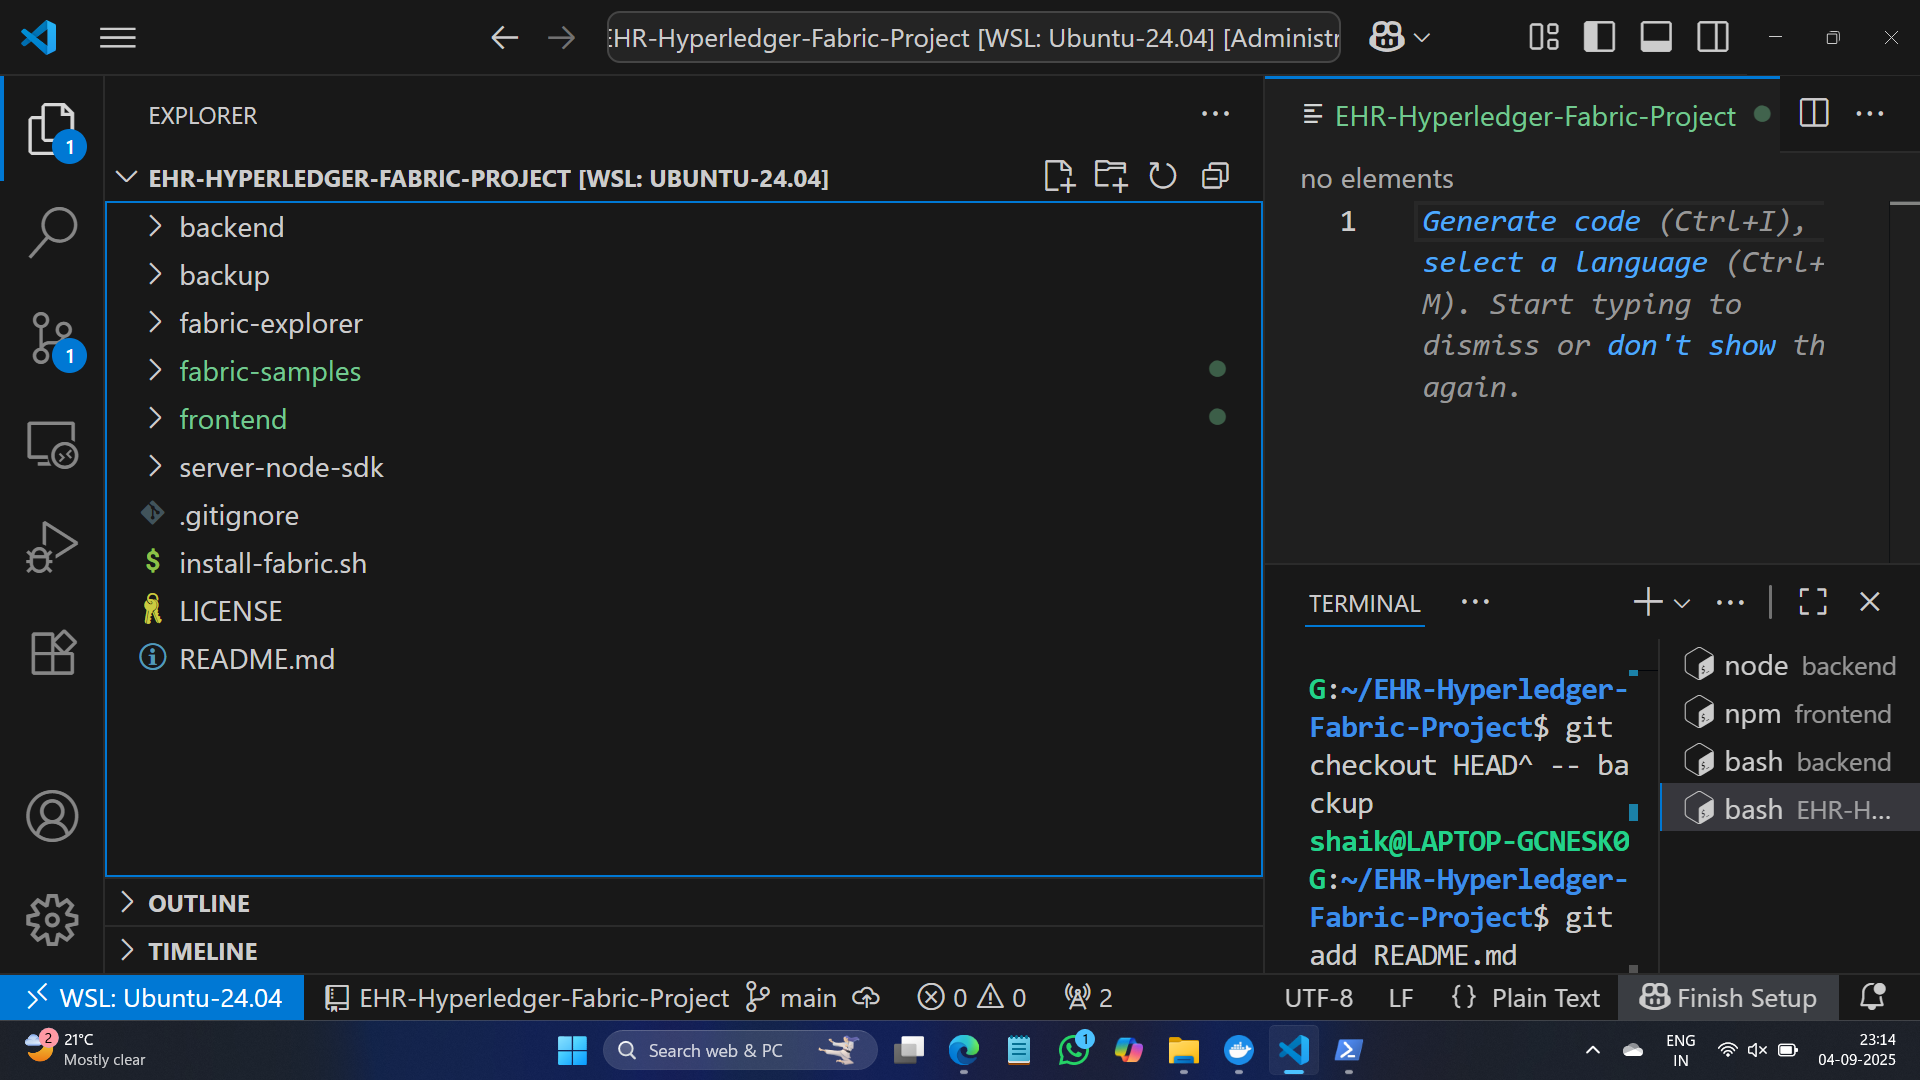 EHR-Hyperledger-Fabric-Project [WSL: Ubuntu-24.04] [Administr
1
EXPLORER
EHR-HYPERLEDGER-FABRIC-PROJECT [WSL: UBUNTU-24.04]
backend
backup
fabric-explorer
fabric-samples
frontend
server-node-sdk
.gitignore
install-fabric.sh
LICENSE
README.md
1
OUTLINE
TIMELINE
EHR-Hyperledger-Fabric-Project
no elements
1
Generate code (Ctrl+I),
select a language (Ctrl+
M). Start typing to
dismiss or don't show th
again.
TERMINAL
G:~/EHR-Hyperledger-
Fabric-Project$ git
checkout HEAD^ -- ba
ckup
shaik@LAPTOP-GCNESK0
G:~/EHR-Hyperledger-
Fabric-Project$ git
add README.md
node backend
npm frontend
bash backend
bash EHR-H...
WSL: Ubuntu-24.04
EHR-Hyperledger-Fabric-Project
main
0
0
2
UTF-8
LF
{} Plain Text
Finish Setup
2
21°C
Mostly clear
Search web & PC
1
ENG
IN
23:14
04-09-2025